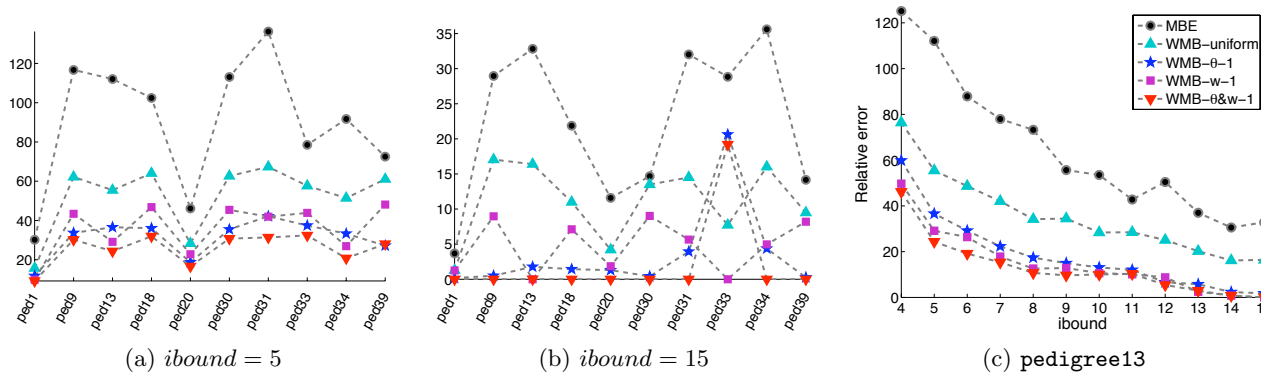 120
100
80
60
40
20
ped1
ped9
ped13
ped18
ped20
ped30
ped31
ped33
ped34
ped39
(a) ibound = 5
35
30
25
20
15
10
5
0
ped1
ped9
ped13
ped18
ped20
ped30
ped31
ped33
ped34
ped39
(b) ibound = 15
Relative error
120
100
80
60
40
20
0
4 5 6 7 8 9 10 11 12 13 14
ibound
MBE
WMB-uniform
WMB-θ-1
WMB-w-1
WMB-θ&w-1
(c) pedigree13